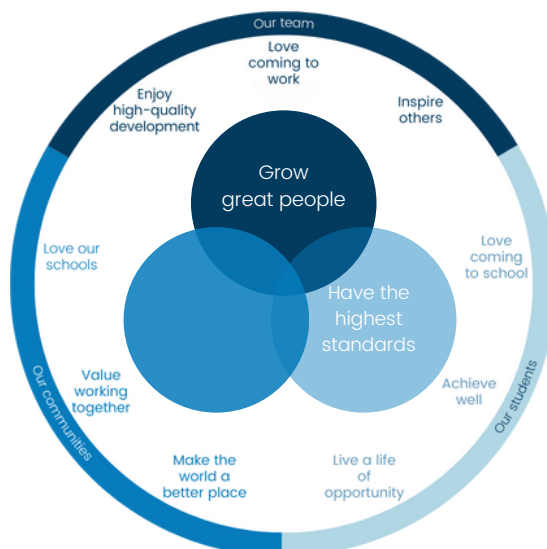 Our team
Love
coming to
work
Enjoy
high-quality
development
Inspire
others
Grow
great people
Love our
schools
Love
coming
to school
Have the
highest
standards
Value
working
together
Achieve
well
Our communities
Our students
Make the
world a
better place
Live a life
of
opportunity